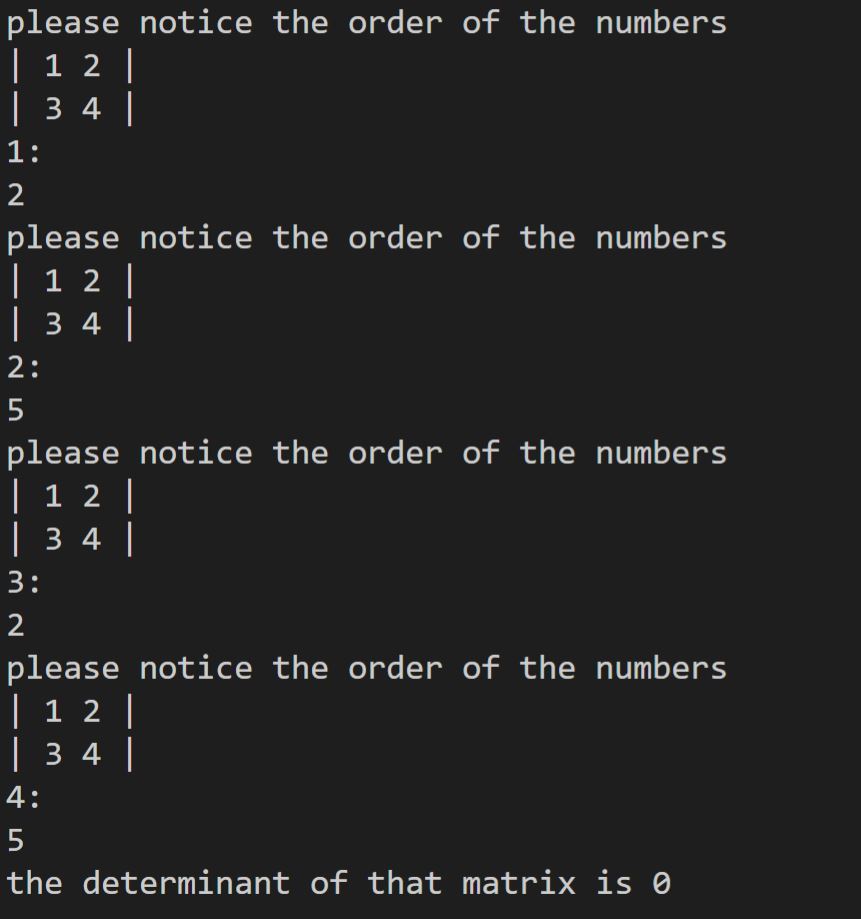 please notice the order of the numbers
| 1 2 |
| 3 4 |
1:
2
please notice the order of the numbers
| 1 2 |
| 3 4 |
2:
5
please notice the order of the numbers
| 1 2 |
| 3 4 |
3:
2
please notice the order of the numbers
| 1 2 |
| 3 4 |
4:
5
the determinant of that matrix is 0